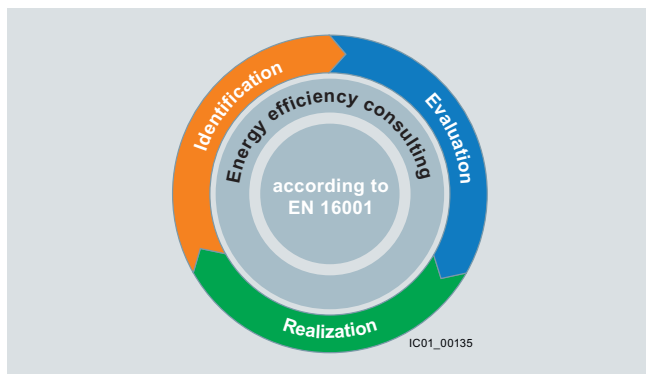 Identification
Evaluation
Energy efficiency consulting
according to
EN 16001
Realization
IC01_00135